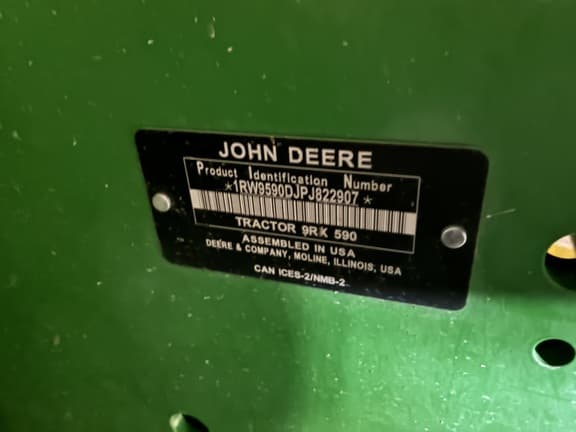 JOHN DEERE
Product Identification Number
*1RW9590DJPJ822907*
TRACTOR 9RX 590
ASSEMBLED IN USA
DEERE & COMPANY, MOLINE, ILLINOIS, USA
CAN ICES-2/NMB-2